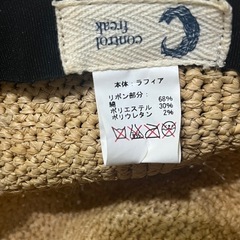 control
freak
本体：ラフィア
リボン部分：
綿 68%
ポリエステル 30%
ポリウレタン 2%